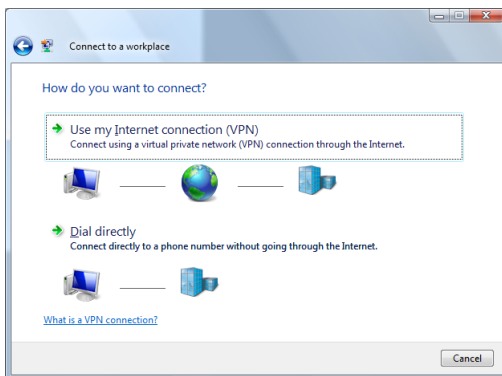 Connect to a workplace
How do you want to connect?
Use my Internet connection (VPN)
Connect using a virtual private network (VPN) connection through the Internet.
Dial directly
Connect directly to a phone number without going through the Internet.
What is a VPN connection?
Cancel